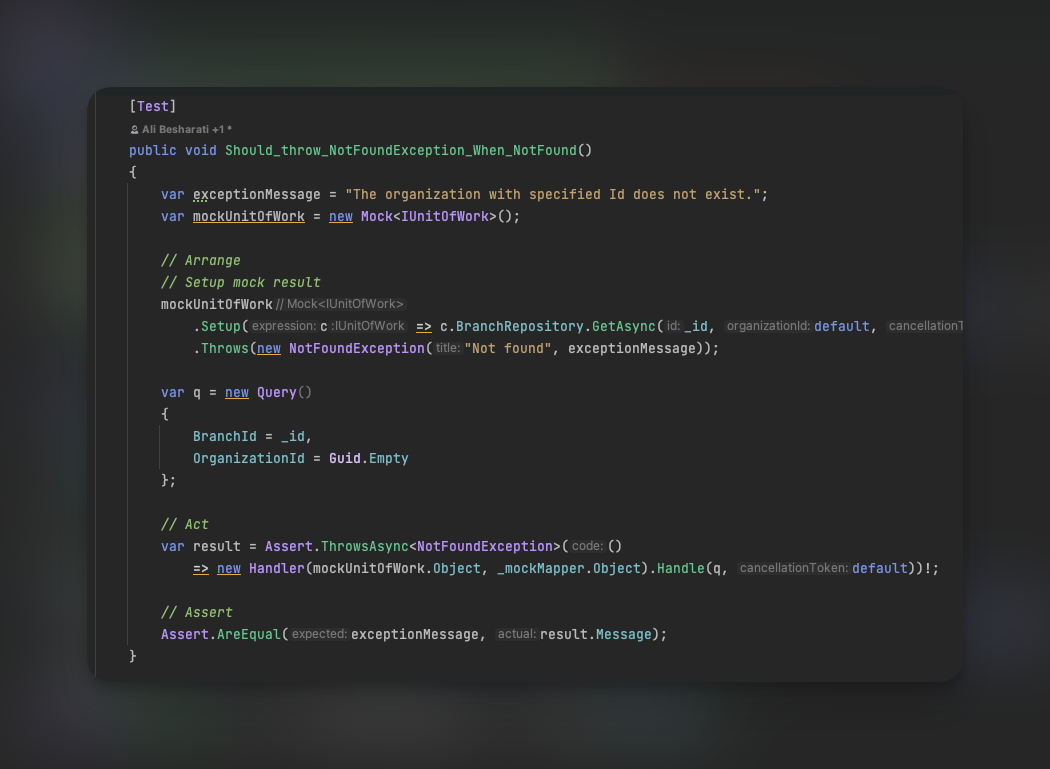 [Test]
Ali Besharati +1 *
public void Should_throw_NotFoundException_When_NotFound()
{
var exceptionMessage = "The organization with specified Id does not exist.";
var mockUnitOfWork = new Mock<IUnitOfWork>();
// Arrange
// Setup mock result
mockUnitOfWork // Mock<IUnitOfWork>
.Setup( expression: c :IUnitOfWork => c.BranchRepository.GetAsync( id: _id, organizationId: default, cancellationT
.Throws(new NotFoundException( title: "Not found", exceptionMessage));
var q = new Query()
{
BranchId = _id,
OrganizationId = Guid.Empty
};
// Act
var result = Assert.ThrowsAsync<NotFoundException>( code: ()
=> new Handler(mockUnitOfWork.Object, _mockMapper.Object).Handle(q, cancellationToken: default))!;
// Assert
Assert.AreEqual( expected: exceptionMessage, actual: result.Message);
}